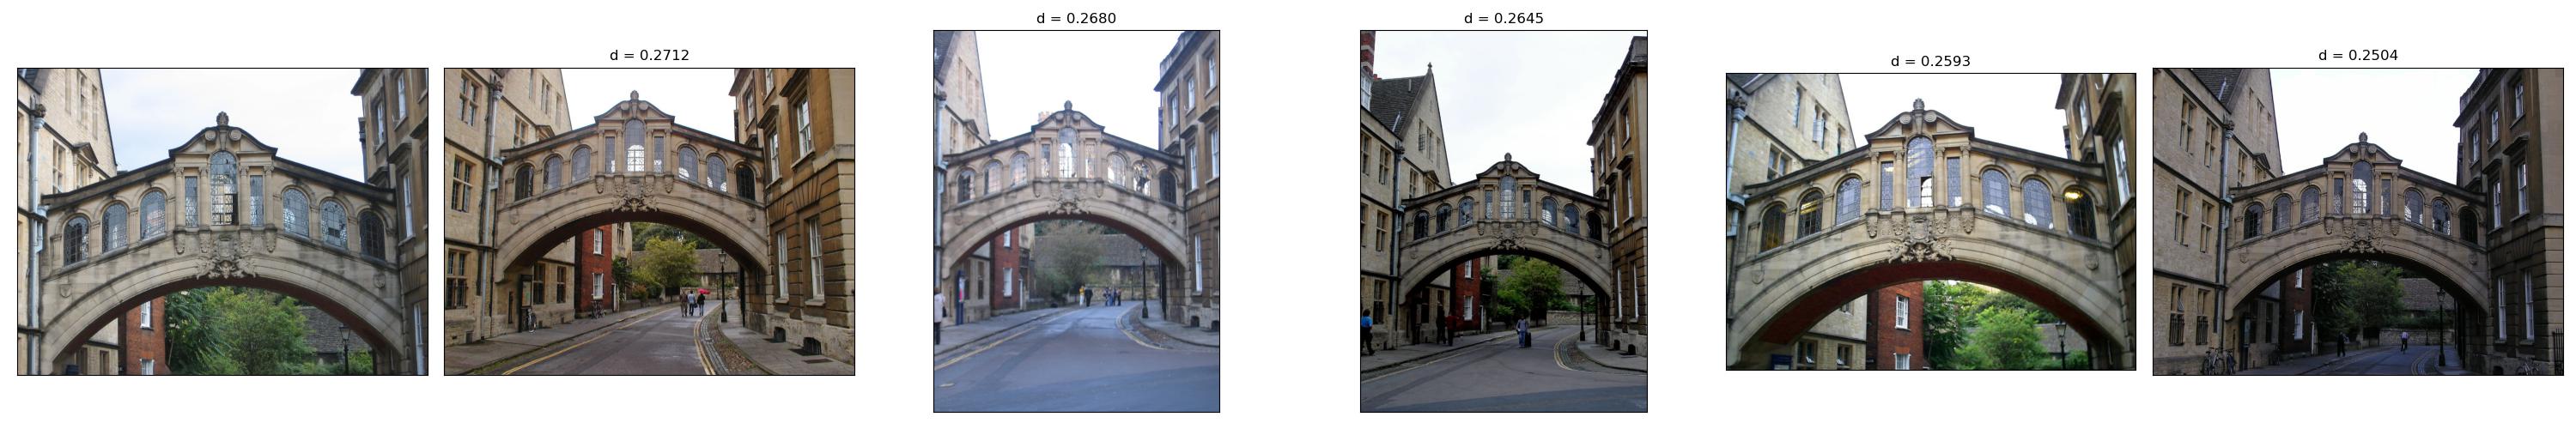 d = 0.2712
d = 0.2680
d = 0.2645
d = 0.2593
d = 0.2504